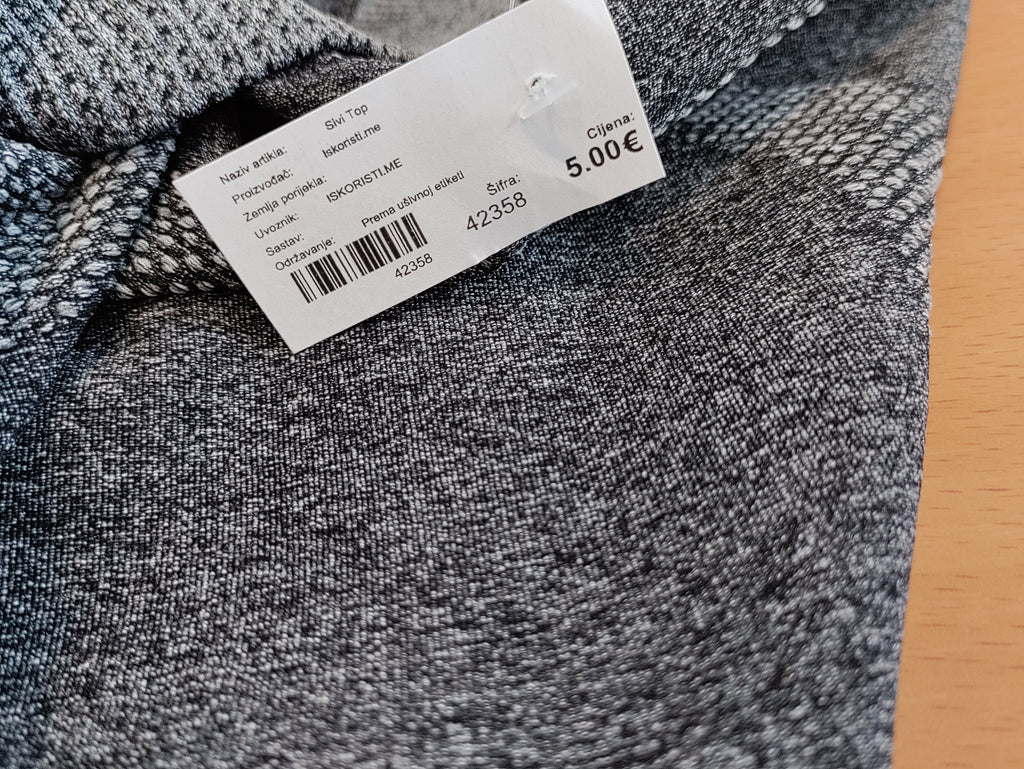 Naziv artikla: Sivi Top
Proizvođač: Iskoristi.me
Zemlja porijekla:
Uvoznik: ISKORISTI.ME
Sastav:
Održavanje: Prema ušivnoj etiketi
42358
Šifra:
42358
Cijena:
5.00€